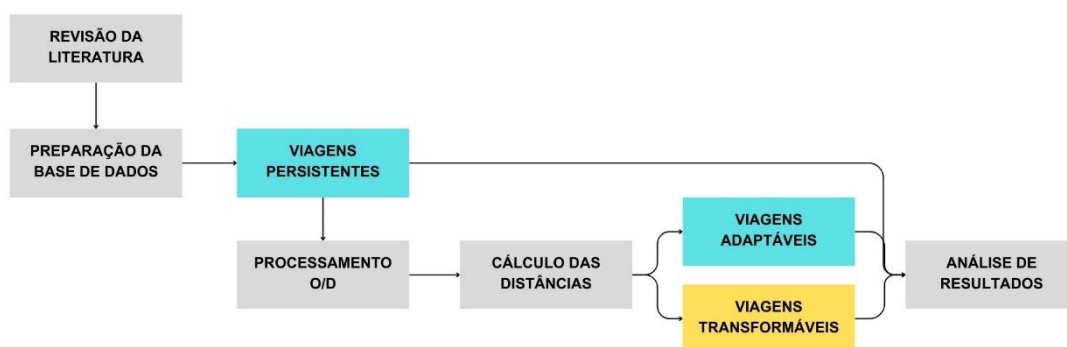 REVISÃO DA
LITERATURA
PREPARAÇÃO DA
BASE DE DADOS
VIAGENS
PERSISTENTES
PROCESSAMENTO
O/D
CÁLCULO DAS
DISTÂNCIAS
VIAGENS
ADAPTÁVEIS
VIAGENS
TRANSFORMÁVEIS
ANÁLISE DE
RESULTADOS